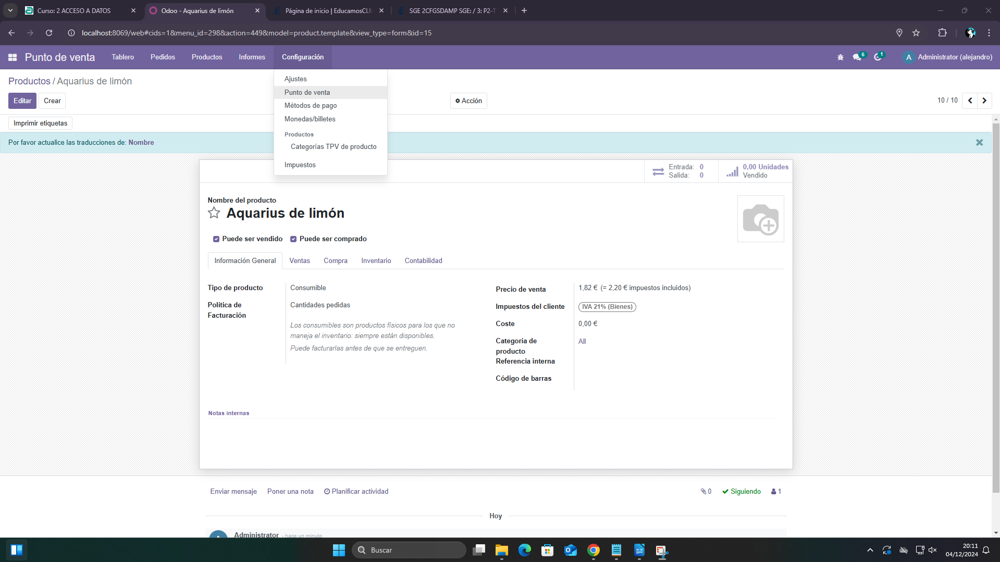 Curso: 2 ACCESO A DATOS
Odoo - Aquarius de limón
Página de inicio | EducamosCLM
SGE 2CFGSDAMP SGE: / 3: P2-T
localhost:8069/web#cids=1&menu_id=298&action=449&model=product.template&view_type=form&id=15
Punto de venta Tablero Pedidos Productos Informes Configuración 6 1 A Administrator (alejandro)
Ajustes
Punto de venta
Métodos de pago
Monedas/billetes
Productos
Categorías TPV de producto
Impuestos
Productos / Aquarius de limón
Editar Crear Acción 10 / 10
Imprimir etiquetas
Por favor actualice las traducciones de: Nombre
Entrada: 0
Salida: 0
0,00 Unidades
Vendido
Nombre del producto
Aquarius de limón
Puede ser vendido Puede ser comprado
Información General Ventas Compra Inventario Contabilidad
Tipo de producto Consumible
Política de Facturación Cantidades pedidas
Los consumibles son productos físicos para los que no
maneja el inventario: siempre están disponibles.
Puede facturarlas antes de que se entreguen.
Precio de venta 1,82 € (= 2,20 € impuestos incluidos)
Impuestos del cliente IVA 21% (Bienes)
Coste 0,00 €
Categoría de producto All
Referencia interna
Código de barras
Notas internas
Enviar mensaje Poner una nota Planificar actividad 0 Siguiendo 1
Hoy
Administrator - hace un minuto
Buscar
20:11
04/12/2024